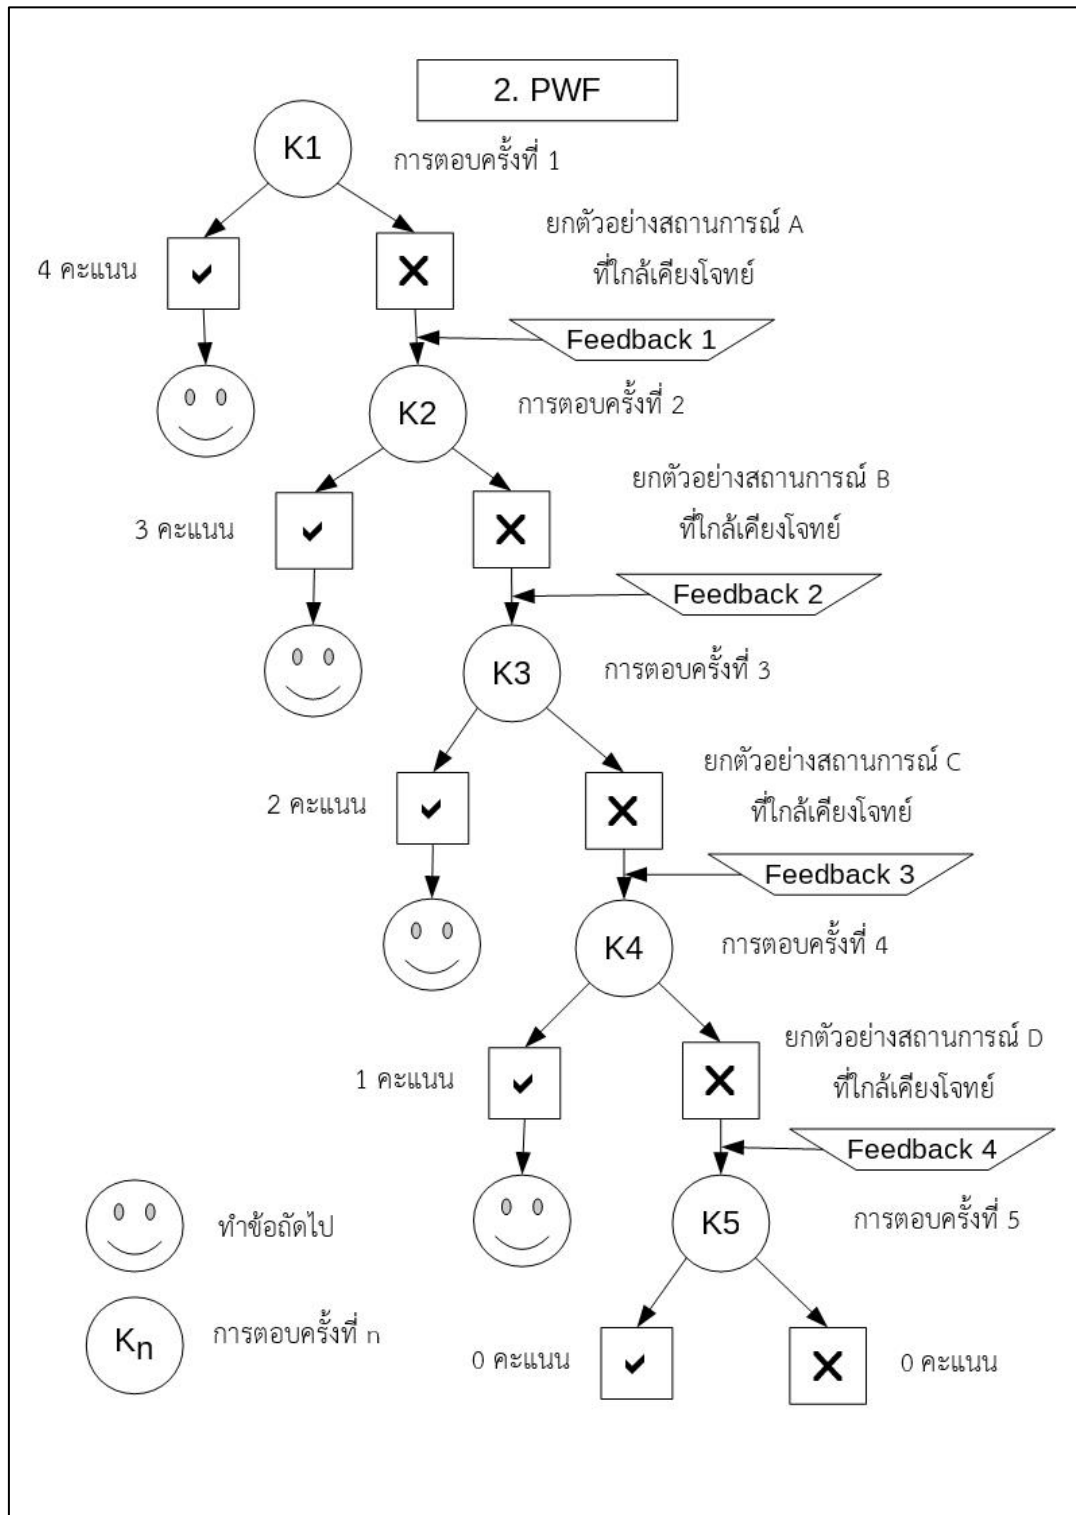 2. PWF
K1
การตอบครั้งที่ 1
ยกตัวอย่างสถานการณ์ A
ที่ใกล้เคียงโจทย์
4 คะแนน
Feedback 1
K2
การตอบครั้งที่ 2
ยกตัวอย่างสถานการณ์ B
ที่ใกล้เคียงโจทย์
3 คะแนน
Feedback 2
K3
การตอบครั้งที่ 3
ยกตัวอย่างสถานการณ์ C
ที่ใกล้เคียงโจทย์
2 คะแนน
Feedback 3
K4
การตอบครั้งที่ 4
ยกตัวอย่างสถานการณ์ D
ที่ใกล้เคียงโจทย์
1 คะแนน
Feedback 4
K5
การตอบครั้งที่ 5
ทำข้อถัดไป
Kn
การตอบครั้งที่ n
0 คะแนน
0 คะแนน